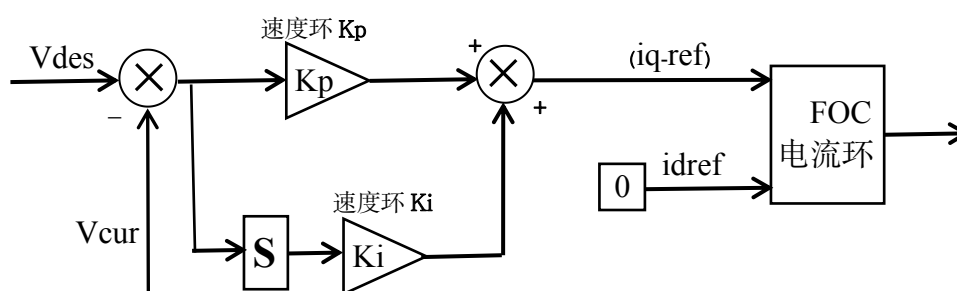 速度环 Kp
Vdes
Kp
+
+
−
(iq-ref)
FOC
电流环
0
idref
速度环 Ki
Vcur
S
Ki